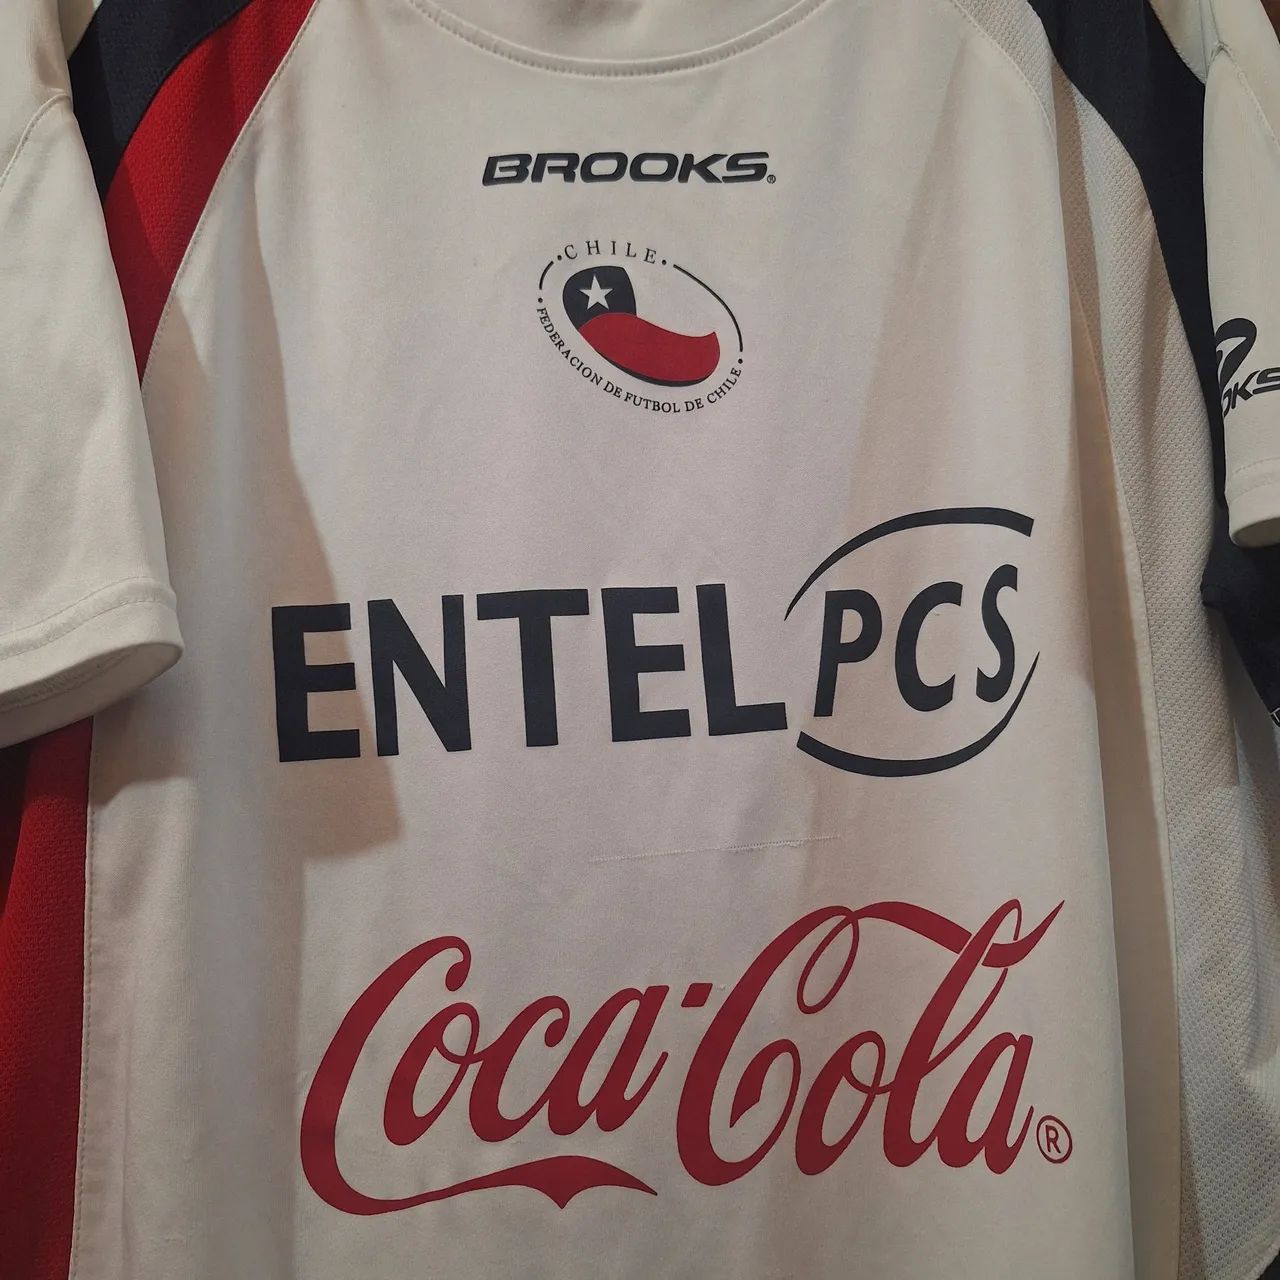 BROOKS®
·CHILE·
·FEDERACION DE FUTBOL DE CHILE·
ENTEL PCS
Coca-Cola®